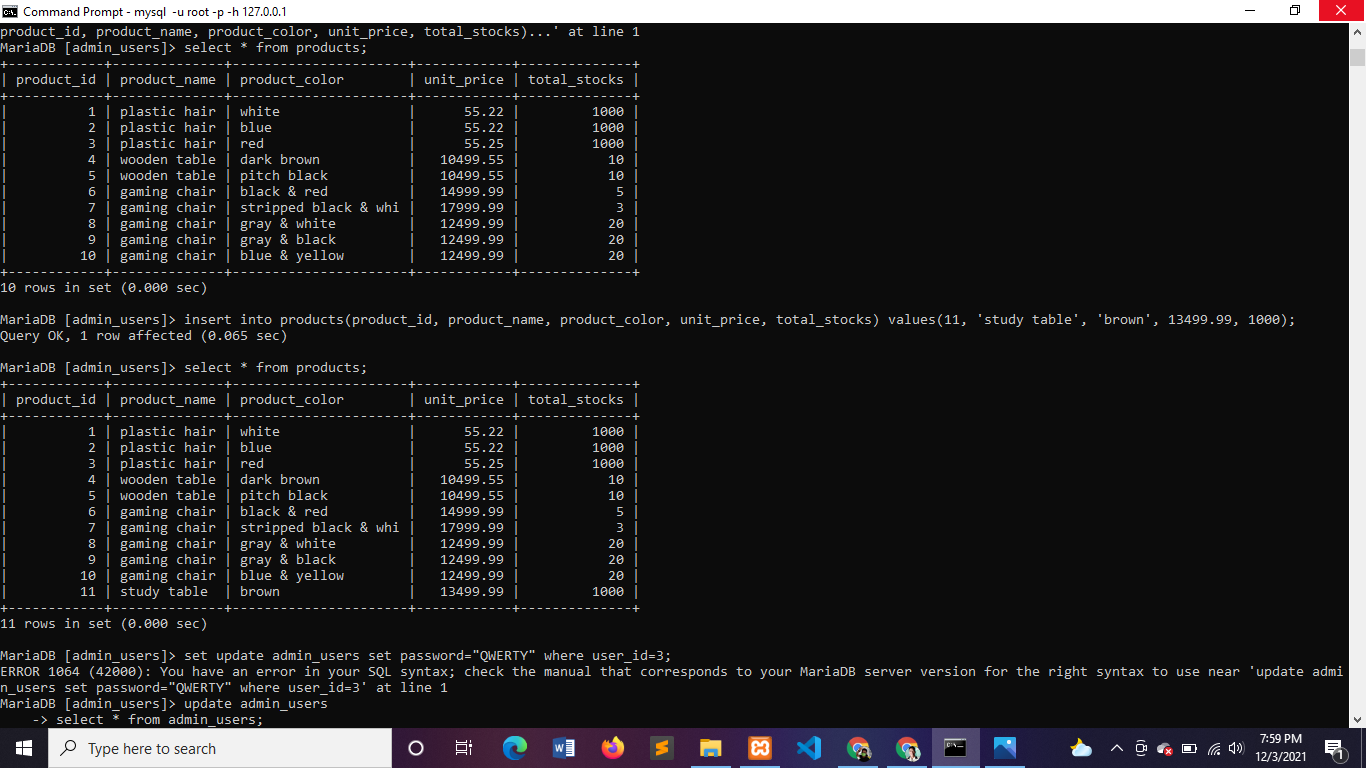 Command Prompt - mysql -u root -p -h 127.0.0.1
product_id, product_name, product_color, unit_price, total_stocks)...' at line 1
MariaDB [admin_users]> select * from products;
+------------+--------------+----------------------+------------+--------------+
| product_id | product_name | product_color        | unit_price | total_stocks |
+------------+--------------+----------------------+------------+--------------+
|          1 | plastic hair | white                |      55.22 |         1000 |
|          2 | plastic hair | blue                 |      55.22 |         1000 |
|          3 | plastic hair | red                  |      55.25 |         1000 |
|          4 | wooden table | dark brown           |   10499.55 |           10 |
|          5 | wooden table | pitch black          |   10499.55 |           10 |
|          6 | gaming chair | black & red          |   14999.99 |            5 |
|          7 | gaming chair | stripped black & whi |   17999.99 |            3 |
|          8 | gaming chair | gray & white         |   12499.99 |           20 |
|          9 | gaming chair | gray & black         |   12499.99 |           20 |
|         10 | gaming chair | blue & yellow        |   12499.99 |           20 |
+------------+--------------+----------------------+------------+--------------+
10 rows in set (0.000 sec)
MariaDB [admin_users]> insert into products(product_id, product_name, product_color, unit_price, total_stocks) values(11, 'study table', 'brown', 13499.99, 1000);
Query OK, 1 row affected (0.065 sec)
MariaDB [admin_users]> select * from products;
+------------+--------------+----------------------+------------+--------------+
| product_id | product_name | product_color        | unit_price | total_stocks |
+------------+--------------+----------------------+------------+--------------+
|          1 | plastic hair | white                |      55.22 |         1000 |
|          2 | plastic hair | blue                 |      55.22 |         1000 |
|          3 | plastic hair | red                  |      55.25 |         1000 |
|          4 | wooden table | dark brown           |   10499.55 |           10 |
|          5 | wooden table | pitch black          |   10499.55 |           10 |
|          6 | gaming chair | black & red          |   14999.99 |            5 |
|          7 | gaming chair | stripped black & whi |   17999.99 |            3 |
|          8 | gaming chair | gray & white         |   12499.99 |           20 |
|          9 | gaming chair | gray & black         |   12499.99 |           20 |
|         10 | gaming chair | blue & yellow        |   12499.99 |           20 |
|         11 | study table  | brown                |   13499.99 |         1000 |
+------------+--------------+----------------------+------------+--------------+
11 rows in set (0.000 sec)
MariaDB [admin_users]> set update admin_users set password="QWERTY" where user_id=3;
ERROR 1064 (42000): You have an error in your SQL syntax; check the manual that corresponds to your MariaDB server version for the right syntax to use near 'update admi
n_users set password="QWERTY" where user_id=3' at line 1
MariaDB [admin_users]> update admin_users
    -> select * from admin_users;
Type here to search
7:59 PM
12/3/2021
1